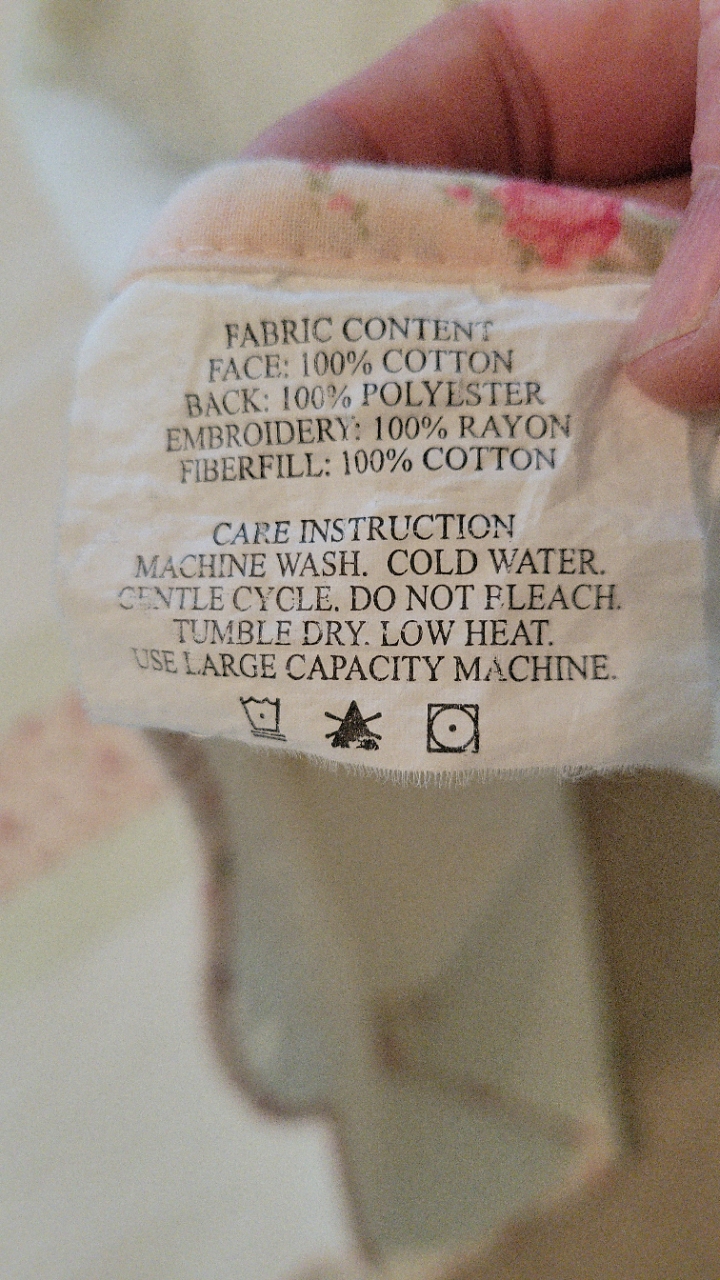 FABRIC CONTENT
FACE: 100% COTTON
BACK: 100% POLYESTER
EMBROIDERY: 100% RAYON
FIBERFILL: 100% COTTON
CARE INSTRUCTION
MACHINE WASH. COLD WATER.
GENTLE CYCLE. DO NOT BLEACH.
TUMBLE DRY. LOW HEAT.
USE LARGE CAPACITY MACHINE.